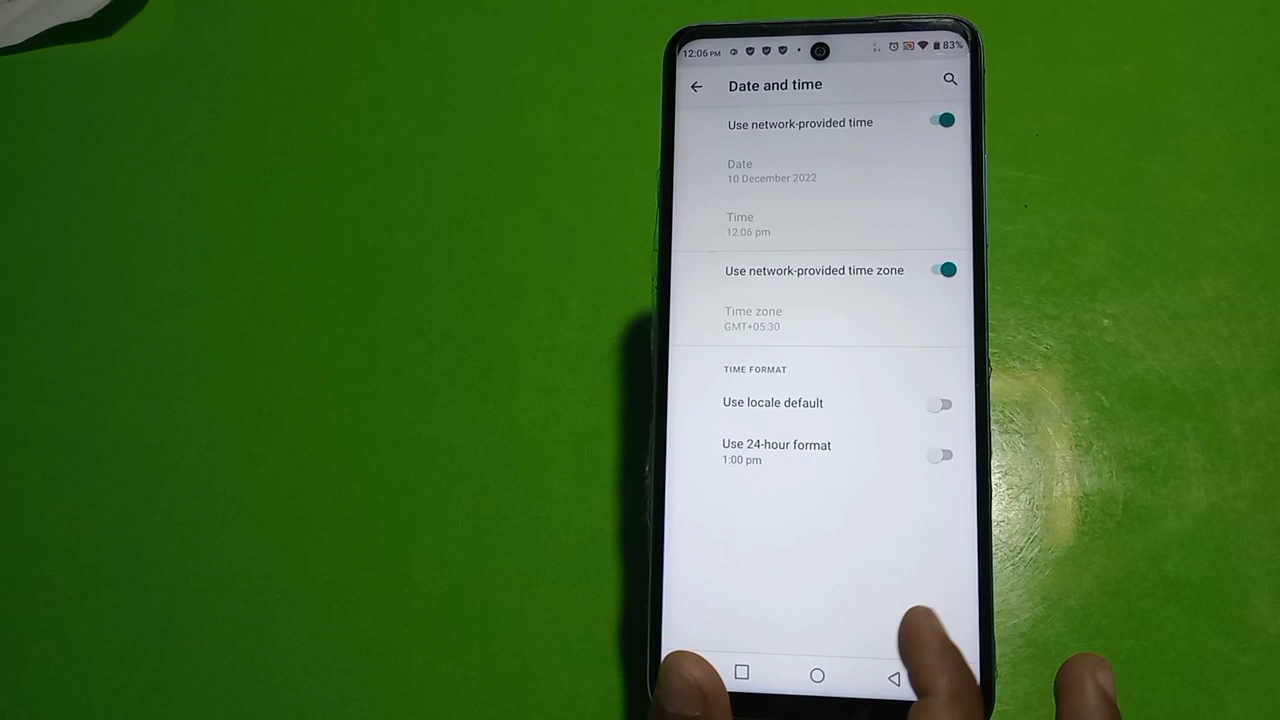 12:06 PM 83%
Date and time
Use network-provided time
Date
10 December 2022
Time
12:06 pm
Use network-provided time zone
Time zone
GMT+05:30
TIME FORMAT
Use locale default
Use 24-hour format
1:00 pm